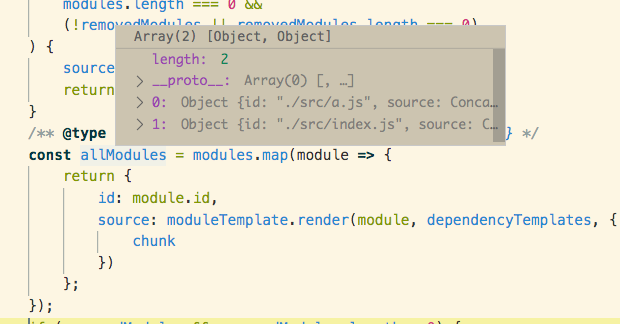 modules.length === 0 &&
(!removedModules || removedModules.length === 0)
) {
Array(2) [Object, Object]
length: 2
source
__proto__: Array(0) [, …]
return
0: Object {id: "./src/a.js", source: Conca…
}
1: Object {id: "./src/index.js", source: C…
/** @type } */
const allModules = modules.map(module => {
return {
id: module.id,
source: moduleTemplate.render(module, dependencyTemplates, {
chunk
})
};
});